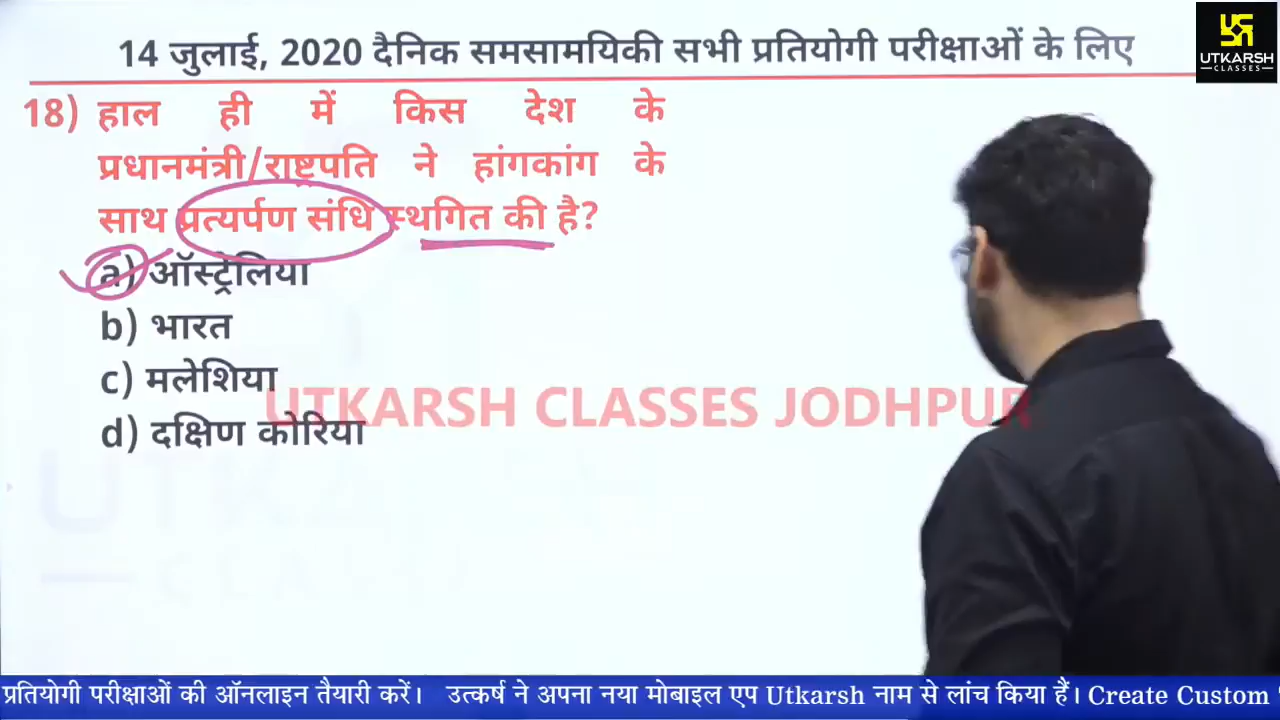 14 जुलाई, 2020 दैनिक समसामयिकी सभी प्रतियोगी परीक्षाओं के लिए
UTKARSH
CLASSES
18) हाल ही में किस देश के
प्रधानमंत्री/राष्ट्रपति ने हांगकांग के
साथ प्रत्यर्पण संधि स्थगित की है?
a) ऑस्ट्रेलिया
b) भारत
c) मलेशिया
UTKARSH CLASSES JODHPUR
d) दक्षिण कोरिया
प्रतियोगी परीक्षाओं की ऑनलाइन तैयारी करें। उत्कर्ष ने अपना नया मोबाइल एप Utkarsh नाम से लांच किया हैं। Create Custom